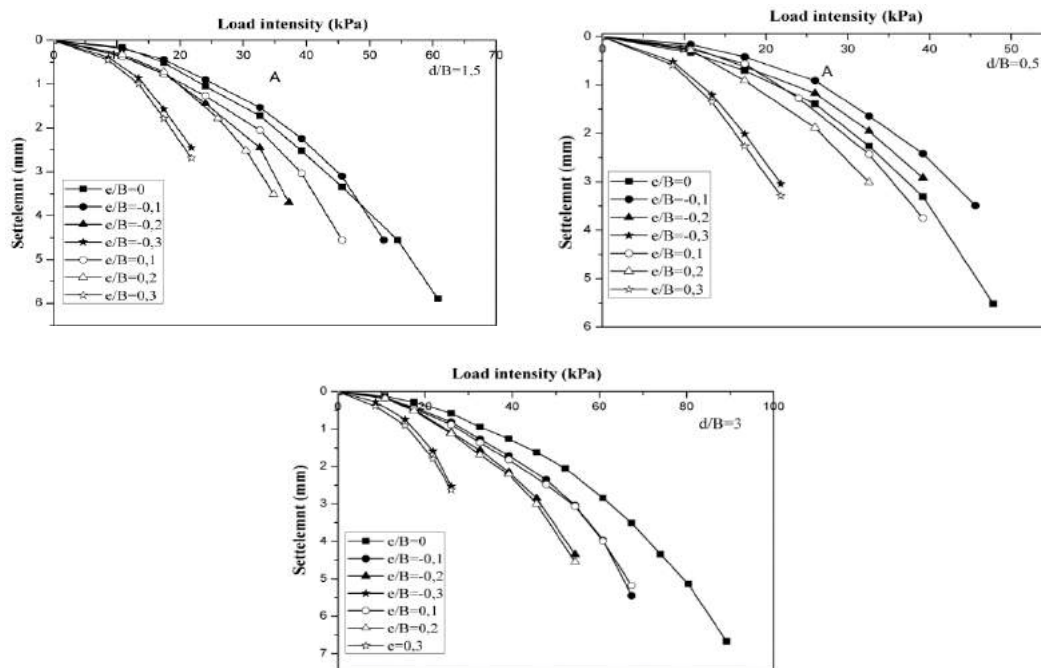 Load intensity (kPa)
0 10 20 30 40 50 60 70
d/B=1,5
A
0
1
2
3
4
5
6
Settelemnt (mm)
e/B=0
e/B=-0,1
e/B=-0,2
e/B=-0,3
e/B=0,1
e/B=0,2
e/B=0,3
Load intensity (kPa)
0 10 20 30 40 50
d/B=0,5
A
0
1
2
3
4
5
6
Settelemnt (mm)
e/B=0
e/B=-0,1
e/B=-0,2
e/B=-0,3
e/B=0,1
e/B=0,2
e/B=0,3
Load intensity (kPa)
0 20 40 60 80 100
d/B=3
0
1
2
3
4
5
6
7
Settelemnt (mm)
e/B=0
e/B=-0,1
e/B=-0,2
e/B=-0,3
e/B=0,1
e/B=0,2
e=0,3